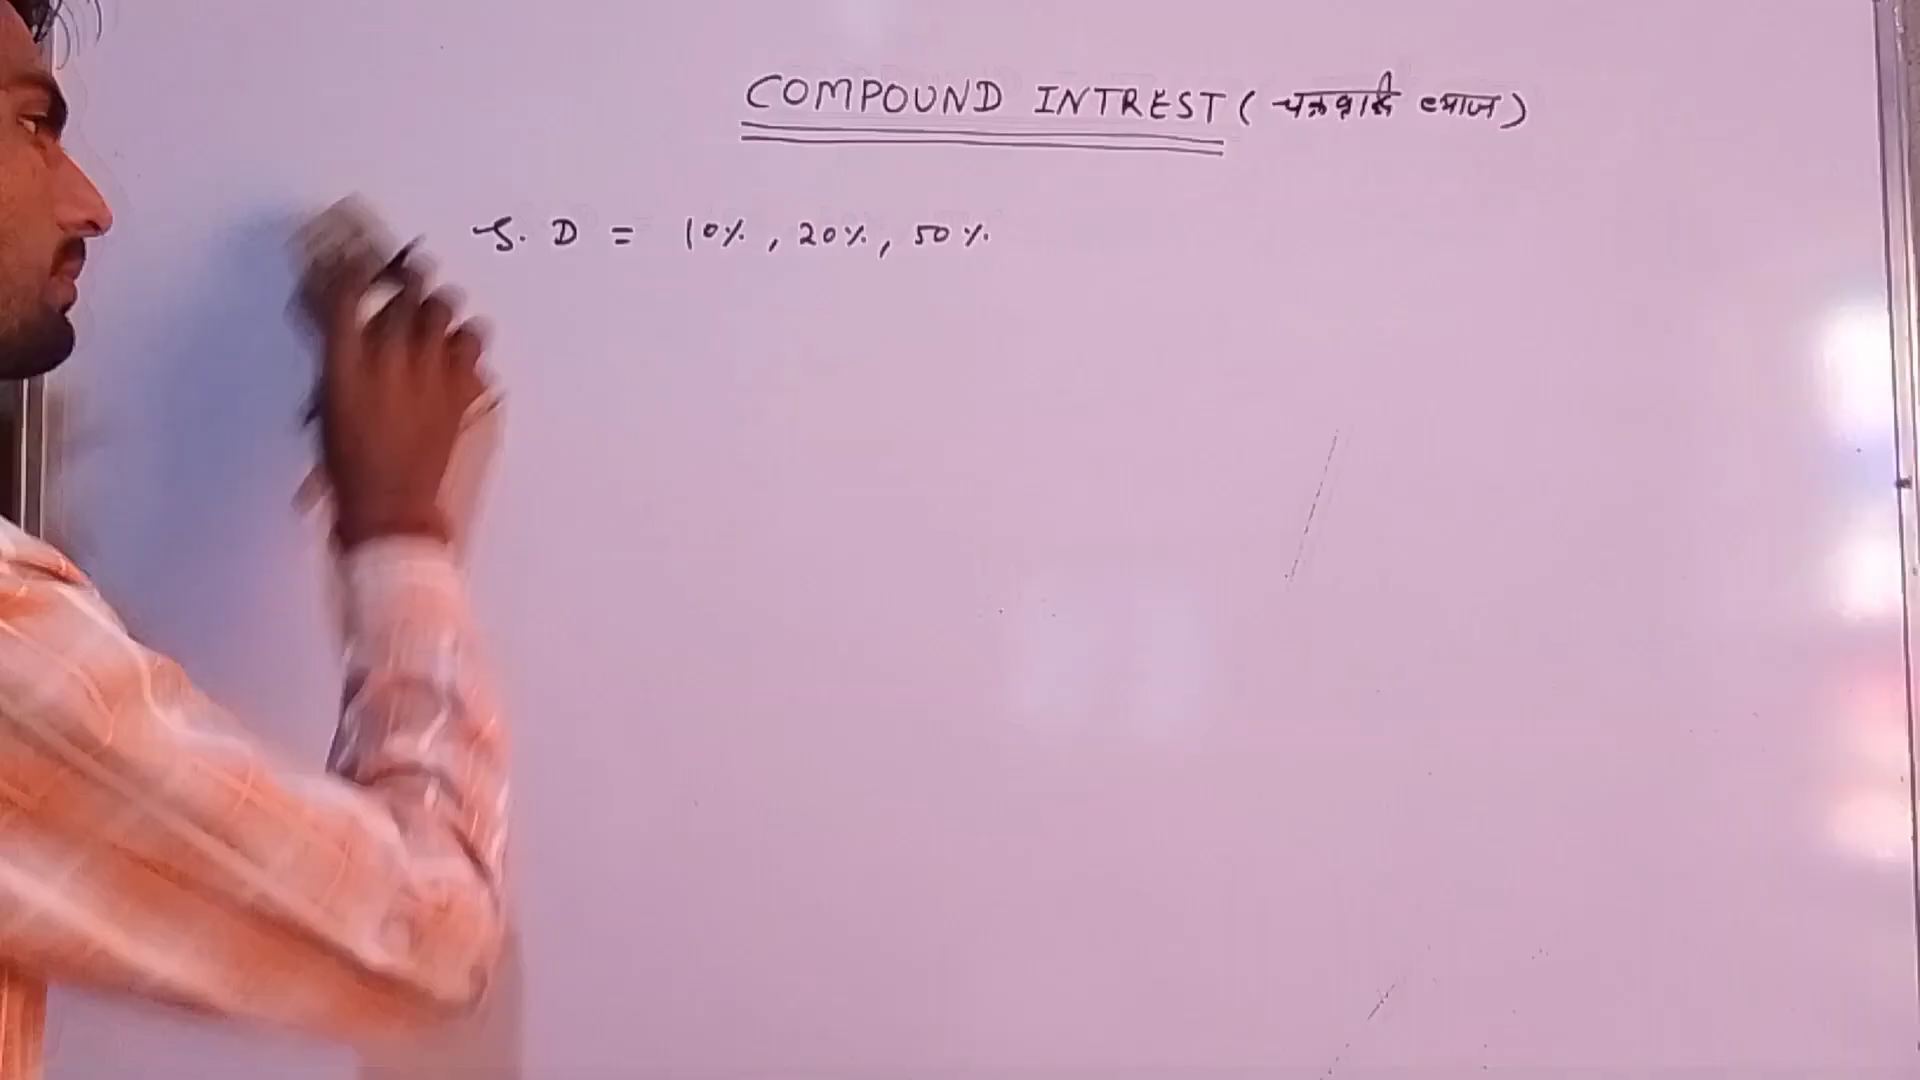 COMPOUND INTREST (चक्रवृद्धि ब्याज)
S. D = 10%, 20%, 50%